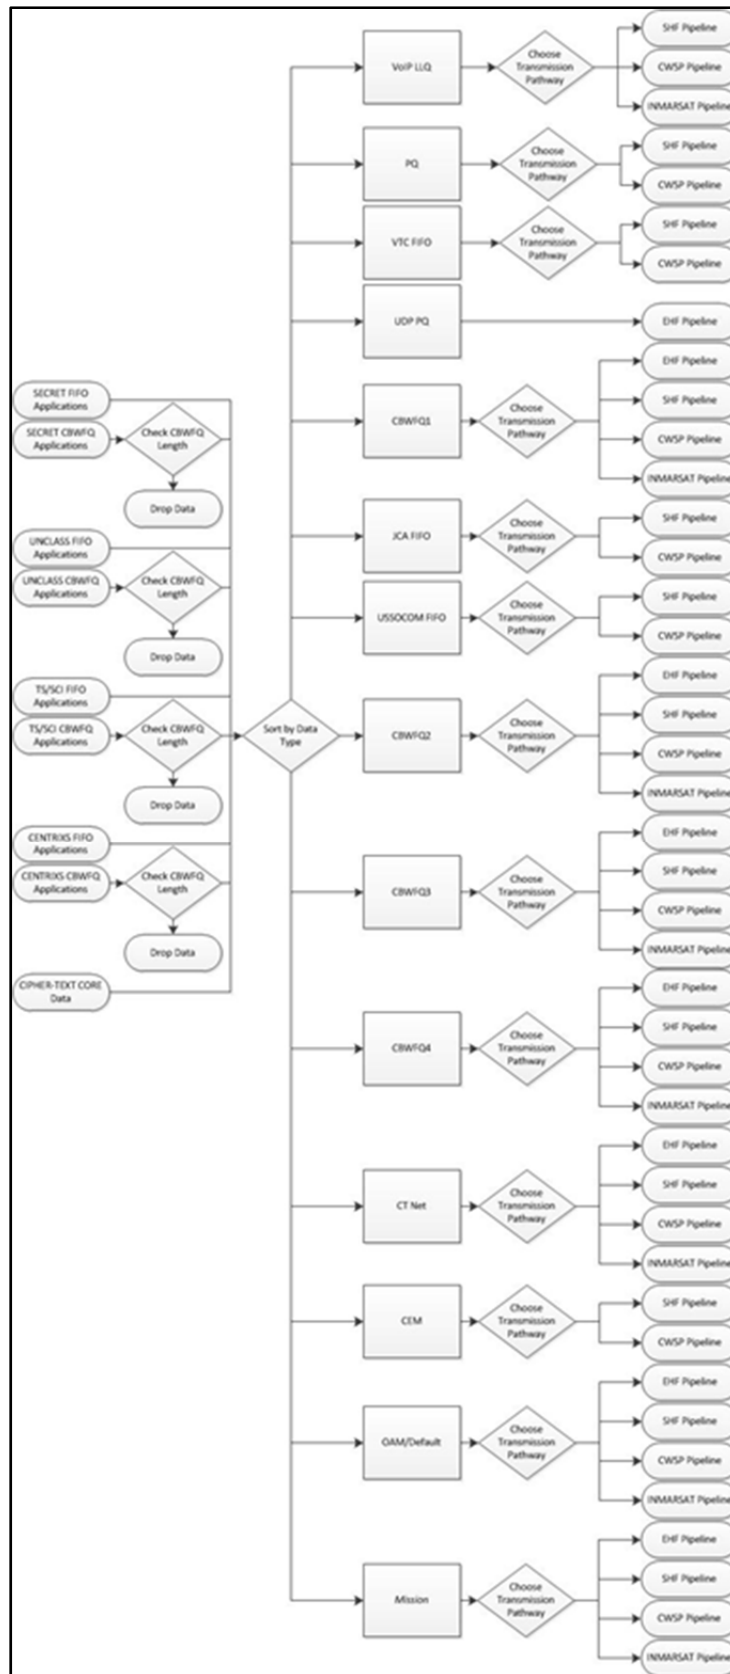 SECRET FIFO
Applications
SECRET CBWFQ
Applications
Check CBWFQ
Length
Drop Data
UNCLASS FIFO
Applications
UNCLASS CBWFQ
Applications
Check CBWFQ
Length
Drop Data
TS/SCI FIFO
Applications
TS/SCI CBWFQ
Applications
Check CBWFQ
Length
Drop Data
CENTRIXS FIFO
Applications
CENTRIXS CBWFQ
Applications
Check CBWFQ
Length
Drop Data
CIPHER-TEXT CORE
Data
Sort by Data
Type
VoIP LLQ
Choose
Transmission
Pathway
SHF Pipeline
CWSP Pipeline
INMARSAT Pipeline
PQ
Choose
Transmission
Pathway
SHF Pipeline
CWSP Pipeline
VTC FIFO
Choose
Transmission
Pathway
SHF Pipeline
CWSP Pipeline
UDP PQ
EHF Pipeline
CBWFQ1
Choose
Transmission
Pathway
EHF Pipeline
SHF Pipeline
CWSP Pipeline
INMARSAT Pipeline
JCA FIFO
Choose
Transmission
Pathway
SHF Pipeline
CWSP Pipeline
USSOCOM FIFO
Choose
Transmission
Pathway
SHF Pipeline
CWSP Pipeline
CBWFQ2
Choose
Transmission
Pathway
EHF Pipeline
SHF Pipeline
CWSP Pipeline
INMARSAT Pipeline
CBWFQ3
Choose
Transmission
Pathway
EHF Pipeline
SHF Pipeline
CWSP Pipeline
INMARSAT Pipeline
CBWFQ4
Choose
Transmission
Pathway
EHF Pipeline
SHF Pipeline
CWSP Pipeline
INMARSAT Pipeline
CT Net
Choose
Transmission
Pathway
EHF Pipeline
SHF Pipeline
CWSP Pipeline
INMARSAT Pipeline
CEM
Choose
Transmission
Pathway
SHF Pipeline
CWSP Pipeline
OAM/Default
Choose
Transmission
Pathway
EHF Pipeline
SHF Pipeline
CWSP Pipeline
INMARSAT Pipeline
Mission
Choose
Transmission
Pathway
EHF Pipeline
SHF Pipeline
CWSP Pipeline
INMARSAT Pipeline